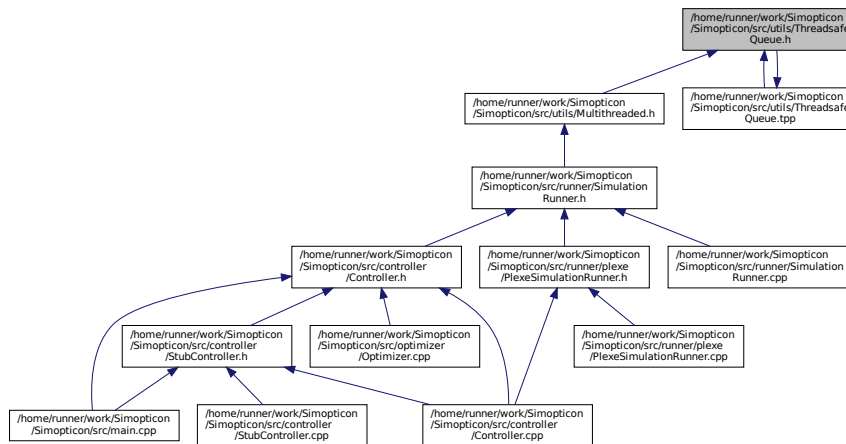 /home/runner/work/Simopticon
/Simopticon/src/utils/Threadsafe
Queue.h
/home/runner/work/Simopticon
/Simopticon/src/utils/Multithreaded.h
/home/runner/work/Simopticon
/Simopticon/src/utils/Threadsafe
Queue.tpp
/home/runner/work/Simopticon
/Simopticon/src/runner/Simulation
Runner.h
/home/runner/work/Simopticon
/Simopticon/src/controller
/Controller.h
/home/runner/work/Simopticon
/Simopticon/src/runner/plexe
/PlexeSimulationRunner.h
/home/runner/work/Simopticon
/Simopticon/src/runner/Simulation
Runner.cpp
/home/runner/work/Simopticon
/Simopticon/src/controller
/StubController.h
/home/runner/work/Simopticon
/Simopticon/src/optimizer
/Optimizer.cpp
/home/runner/work/Simopticon
/Simopticon/src/runner/plexe
/PlexeSimulationRunner.cpp
/home/runner/work/Simopticon
/Simopticon/src/main.cpp
/home/runner/work/Simopticon
/Simopticon/src/controller
/StubController.cpp
/home/runner/work/Simopticon
/Simopticon/src/controller
/Controller.cpp